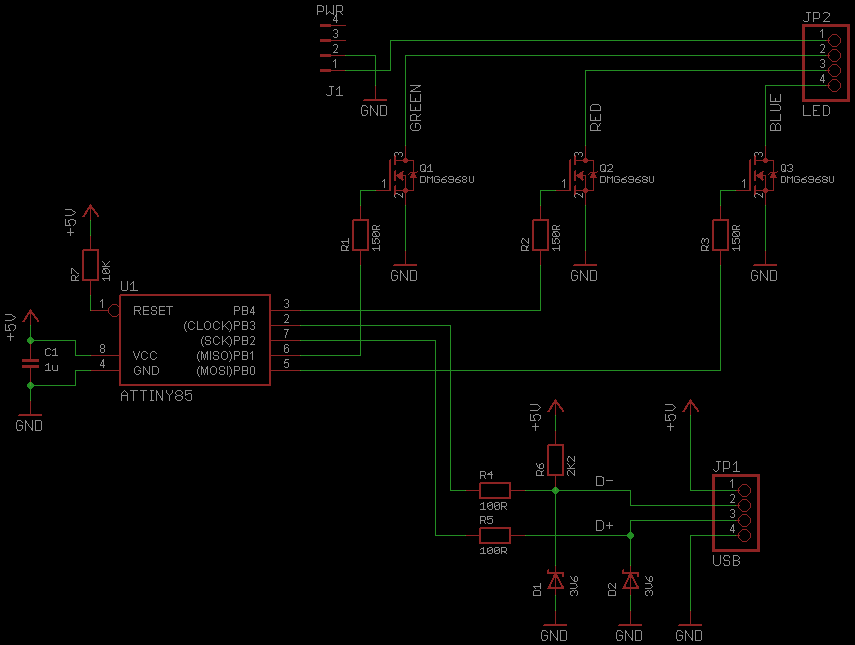 PWR
4
3
2
1
J1
GND
JP2
1
2
3
4
LED
GREEN
RED
BLUE
3
Q1
DMG6968U
1
2
3
Q2
DMG6968U
1
2
3
Q3
DMG6968U
1
2
R1
150R
R2
150R
R3
150R
GND
GND
GND
+5V
R7
10K
U1
1
RESET
PB4
3
(CLOCK)PB3
2
(SCK)PB2
7
8
VCC
(MISO)PB1
6
4
GND
(MOSI)PB0
5
ATTINY85
+5V
C1
1u
GND
+5V
+5V
R6
2K2
R4
100R
R5
100R
D-
D+
JP1
1
2
3
4
USB
D1
3V6
D2
3V6
GND
GND
GND